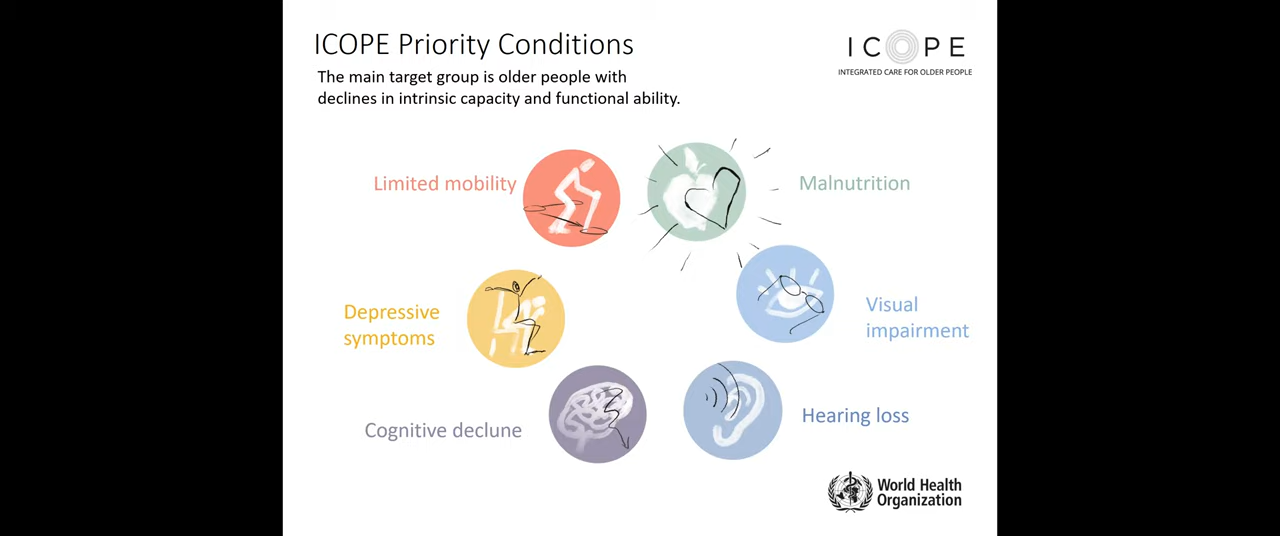 ICOPE Priority Conditions
The main target group is older people with
declines in intrinsic capacity and functional ability.
ICOPE
INTEGRATED CARE FOR OLDER PEOPLE
Limited mobility
Malnutrition
Depressive
symptoms
Visual
impairment
Cognitive declune
Hearing loss
World Health
Organization